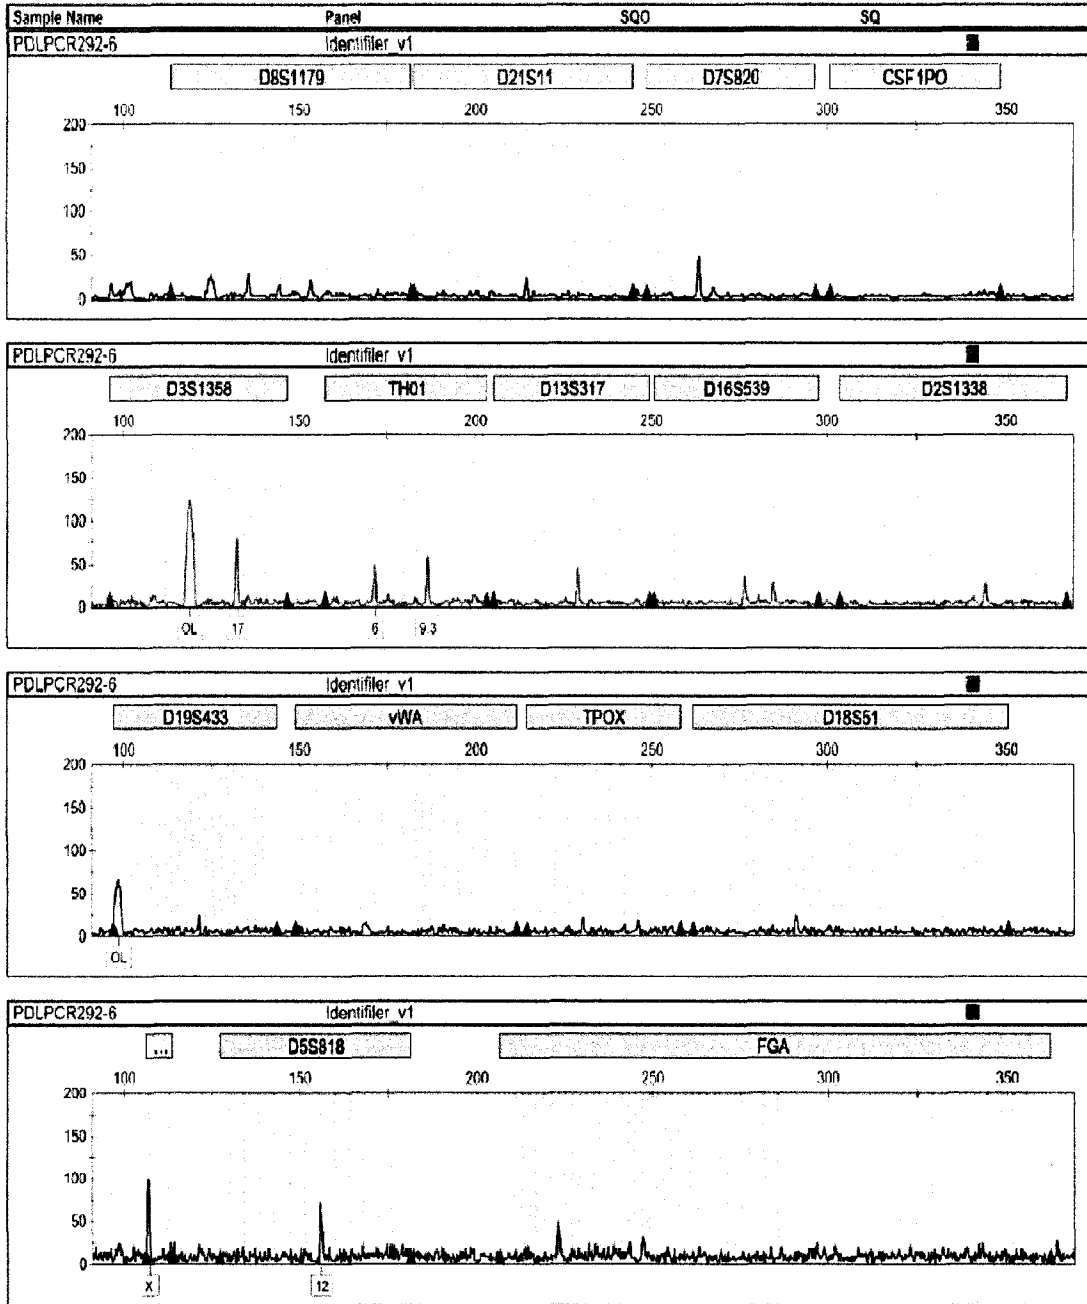 Sample Name Panel SQO SQ
PDLPCR292-6 Identifiler_v1
D8S1179 D21S11 D7S820 CSF1PO
100 150 200 250 300 350
200
150
100
50
0
PDLPCR292-6 Identifiler_v1
D3S1358 TH01 D13S317 D16S539 D2S1338
100 150 200 250 300 350
200
150
100
50
0
OL 17 6 9.3
PDLPCR292-6 Identifiler_v1
D19S433 vWA TPOX D18S51
100 150 200 250 300 350
200
150
100
50
0
OL
PDLPCR292-6 Identifiler_v1
... D5S818 FGA
100 150 200 250 300 350
200
150
100
50
0
X 12